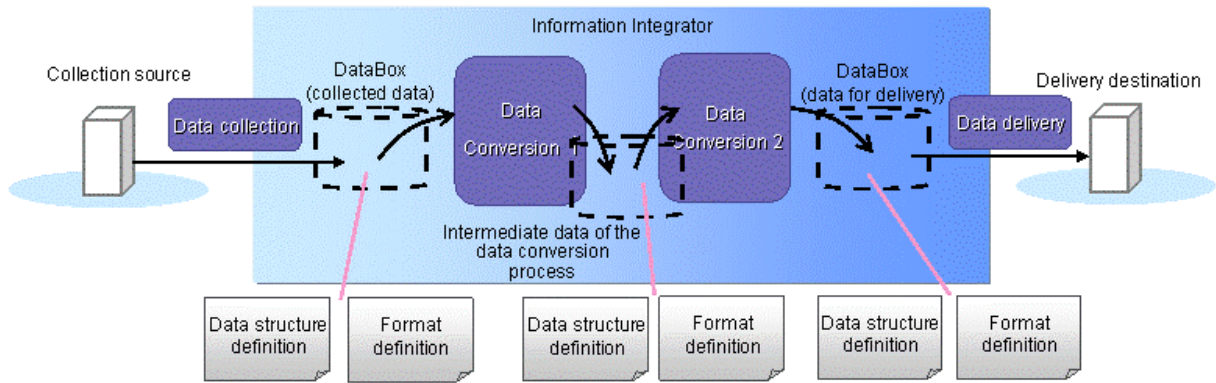 Information Integrator
Collection source
DataBox
(collected data)
DataBox
(data for delivery)
Delivery destination
Data collection
Data
Conversion 1
Data
Conversion 2
Data delivery
Intermediate data of the
data conversion
process
Data structure
definition
Format
definition
Data structure
definition
Format
definition
Data structure
definition
Format
definition